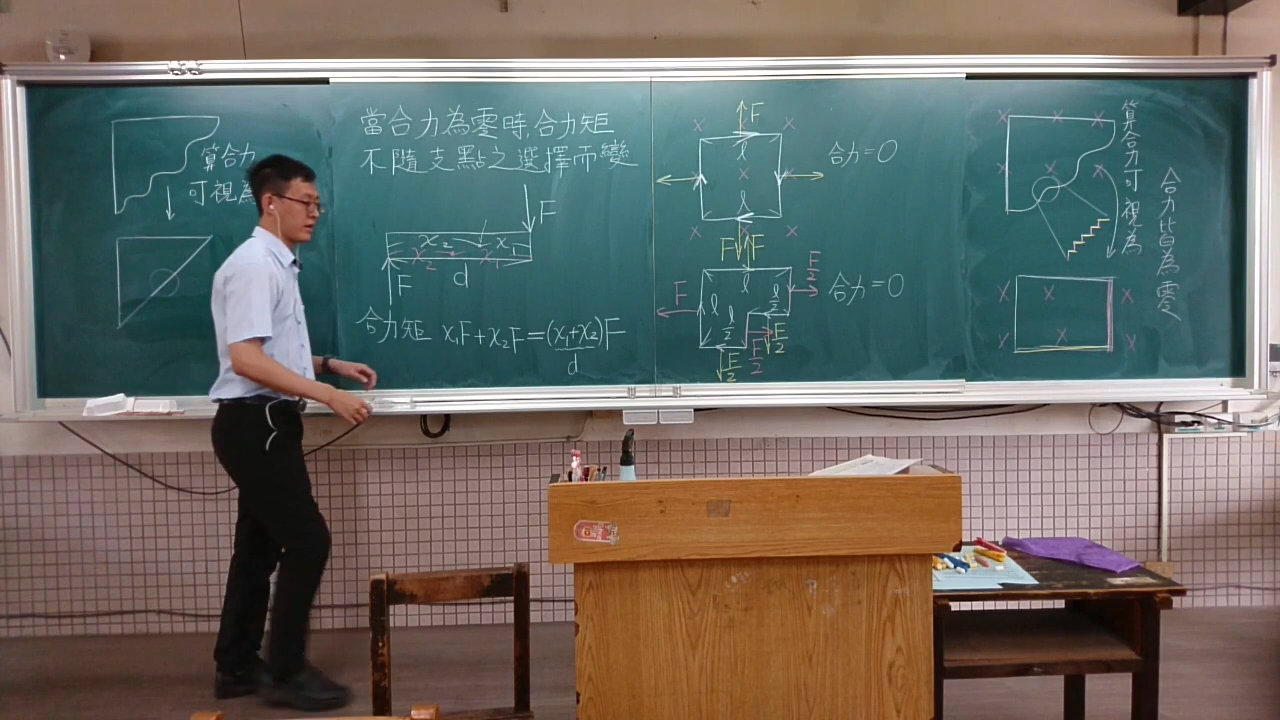 算合力
可視為
當合力為零時,合力矩
不隨支點之選擇而變
F
x₂ x₁
x₂ x₁
d
F
合力矩 x₁F+x₂F=(x₁+x₂)F
d
F
l
合力=0
l
F F
l
F/2
F
l
l/2
l/2
合力=0
F/2
F/2
F/2
算合力可視為
合力皆為零